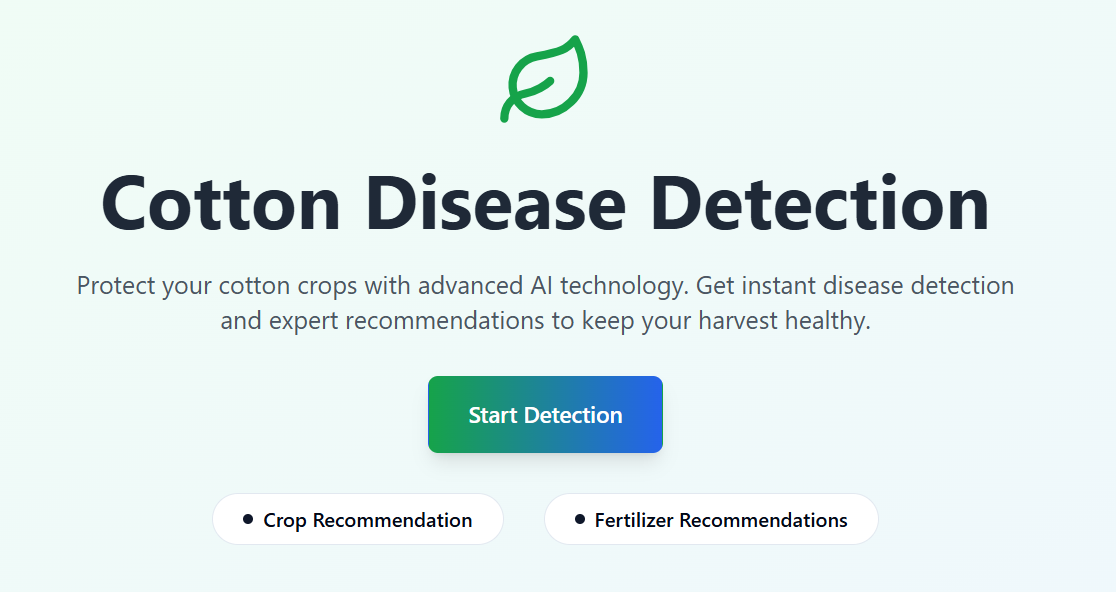 Cotton Disease Detection
Protect your cotton crops with advanced AI technology. Get instant disease detection
and expert recommendations to keep your harvest healthy.
Start Detection
Crop Recommendation
Fertilizer Recommendations